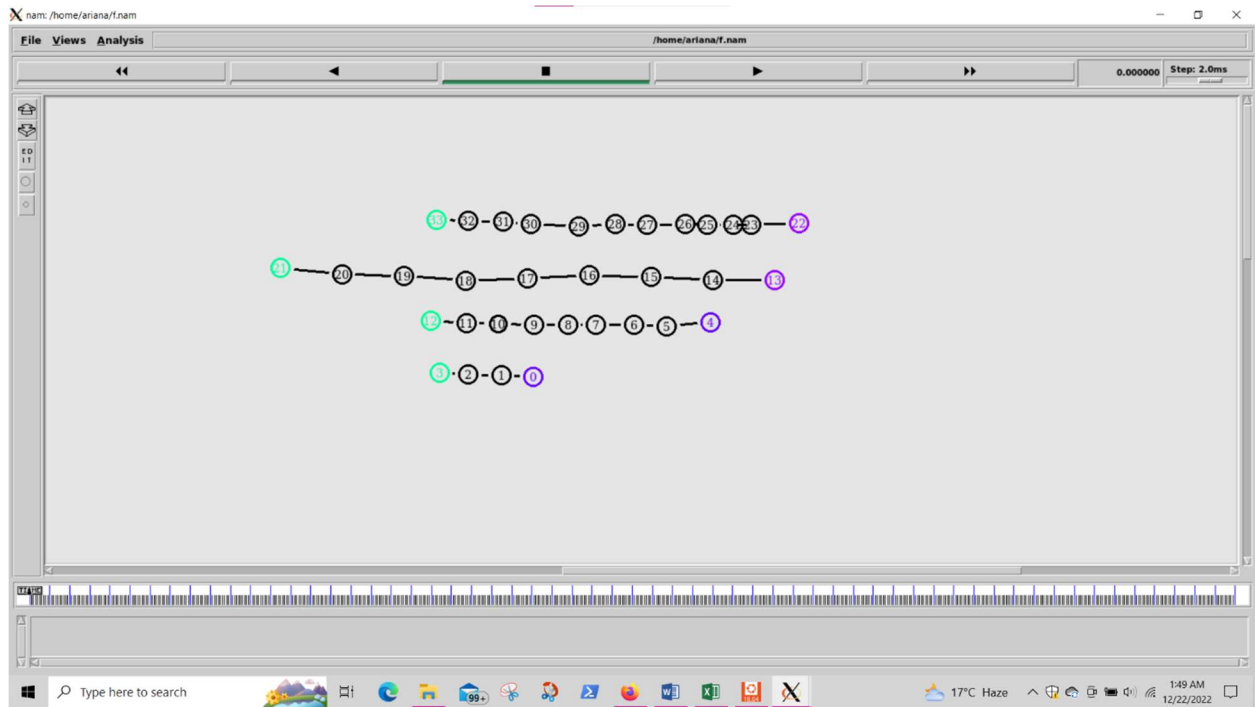 nam: /home/ariana/f.nam
File Views Analysis /home/ariana/f.nam
0.000000 Step: 2.0ms
ED
IT
33 32 31 30 29 28 27 26 25 24 23 22
21 20 19 18 17 16 15 14 13
12 11 10 9 8 7 6 5 4
3 2 1 0
TIME
Type here to search
99+
17°C Haze
1:49 AM
12/22/2022